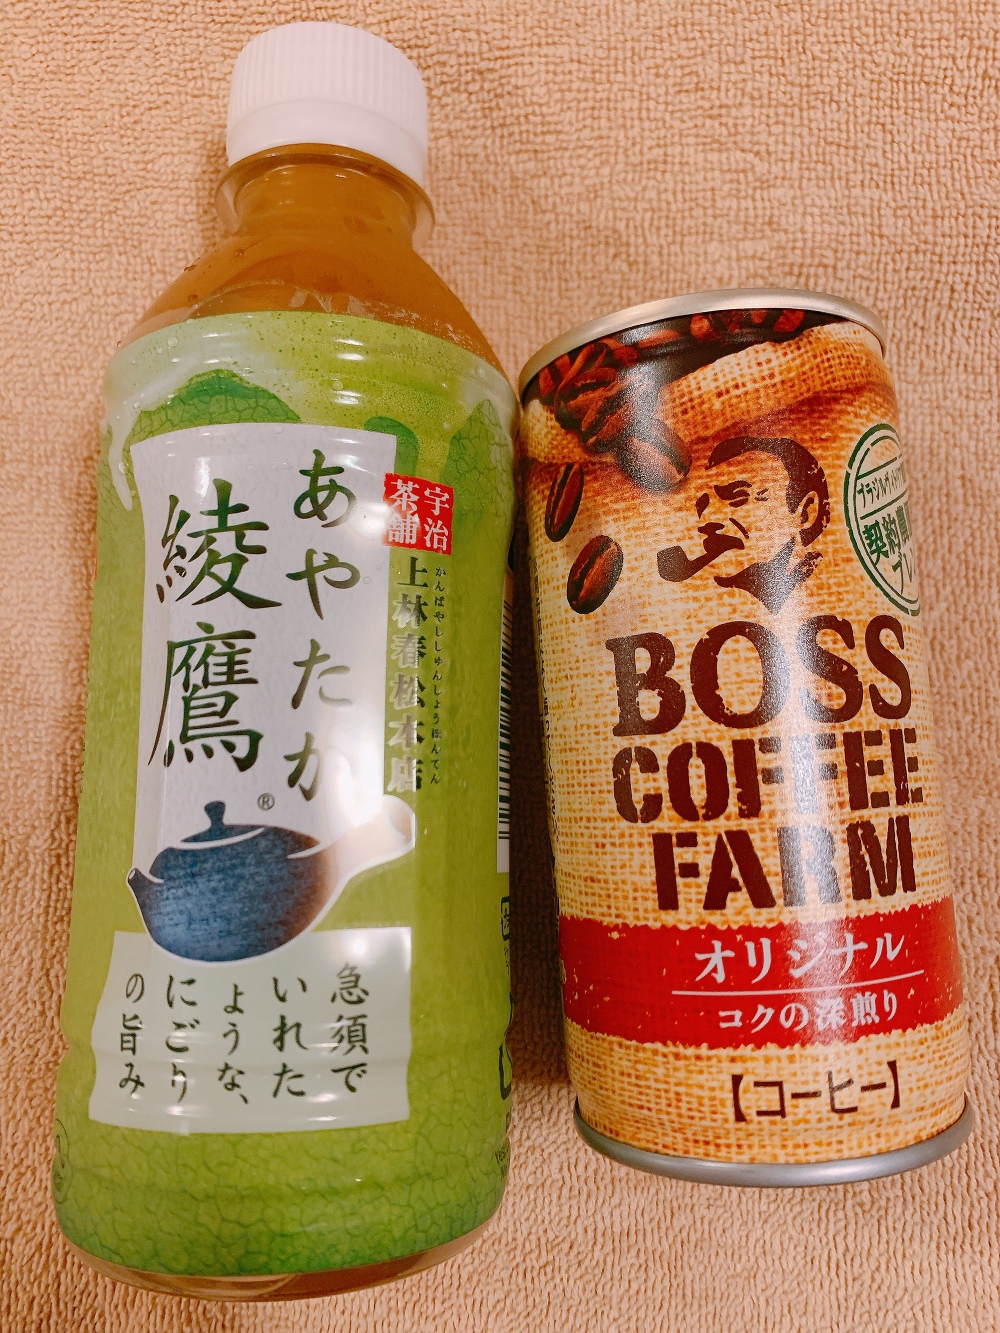 あやたか
綾鷹
®
宇治
茶舗
上林春松本店
かんばやししゅんしょうほんてん
急須で
いれた
ような、
にごり
の旨み
BOSS
COFFEE
FARM
オリジナル
コクの深煎り
【コーヒー】
契約農